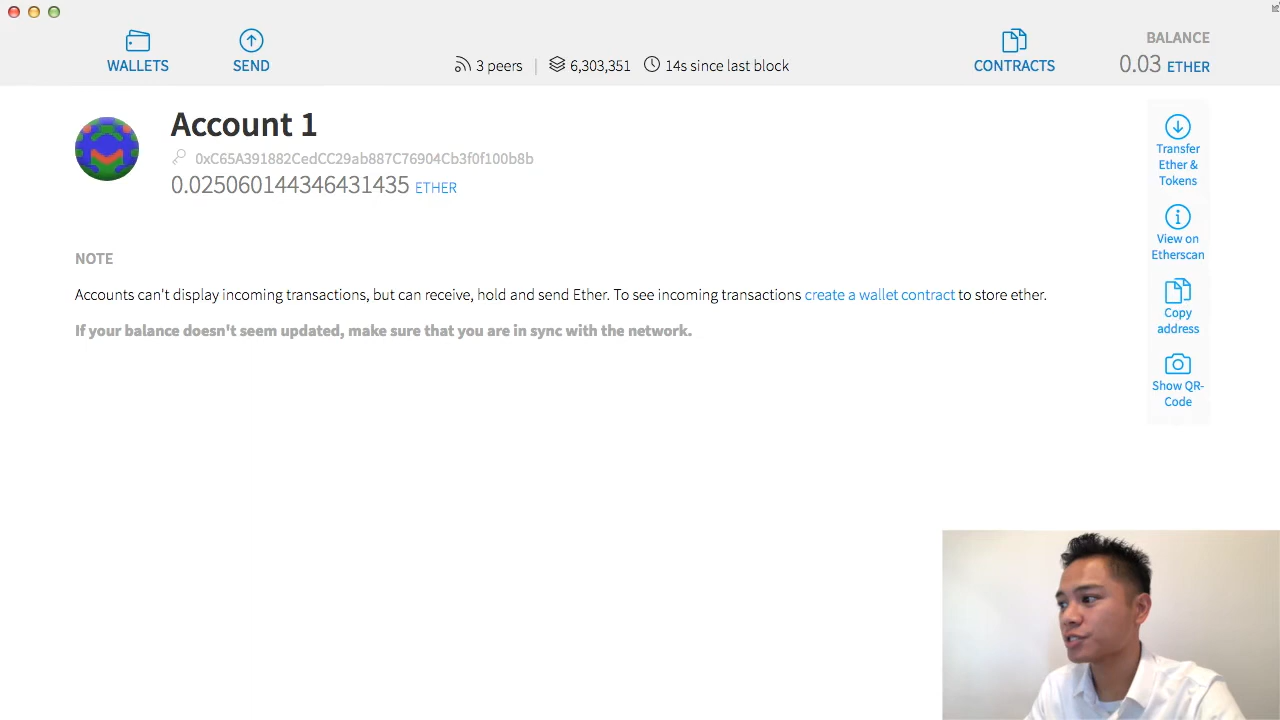 WALLETS
SEND
3 peers | 6,303,351 14s since last block
CONTRACTS
BALANCE
0.03 ETHER
Account 1
0xC65A391882CedCC29ab887C76904Cb3f0f100b8b
0.025060144346431435 ETHER
NOTE
Accounts can't display incoming transactions, but can receive, hold and send Ether. To see incoming transactions create a wallet contract to store ether.
If your balance doesn't seem updated, make sure that you are in sync with the network.
Transfer
Ether &
Tokens
View on
Etherscan
Copy
address
Show QR-
Code